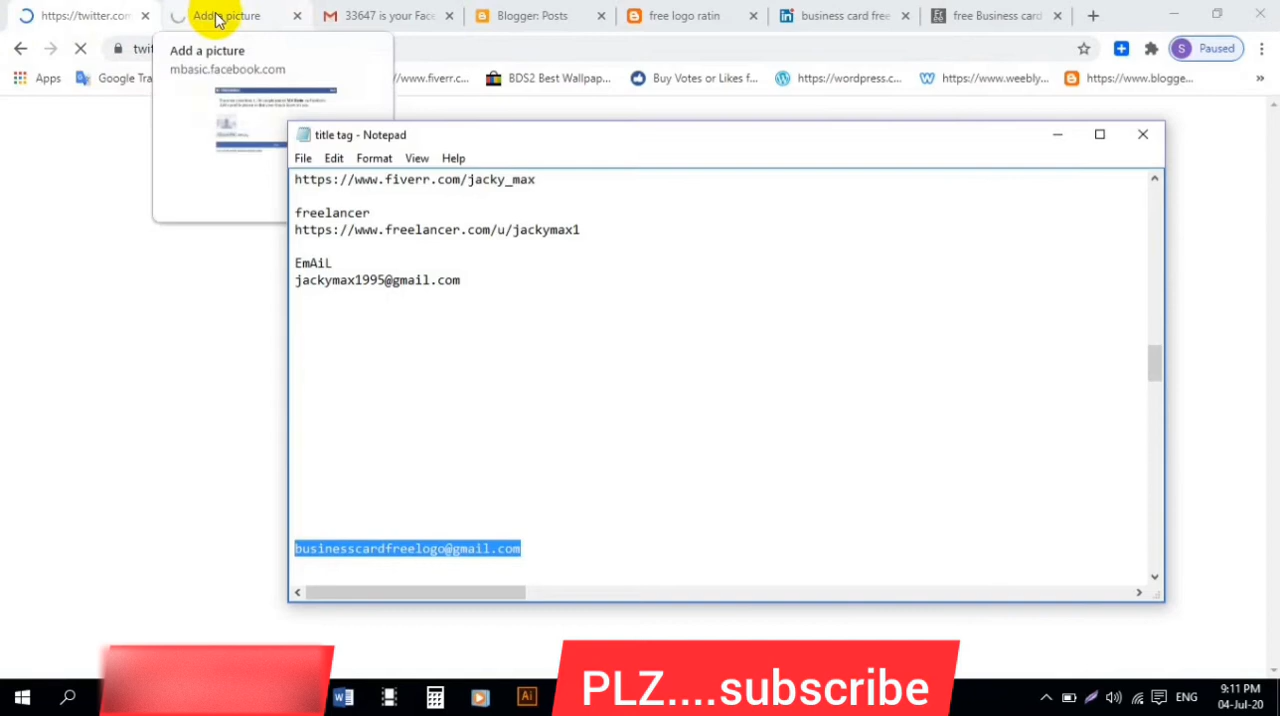 https://twitter.com
Add a picture
33647 is your Face
Blogger: Posts
free logo ratin
business card free
free Business card
twit
S
Paused
Apps
Google Tra
//www.fiverr.c...
BDS2 Best Wallpap...
Buy Votes or Likes f...
https://wordpress.c...
https://www.weebly...
https://www.blogge...
»
Add a picture
mbasic.facebook.com
title tag - Notepad
File Edit Format View Help
https://www.fiverr.com/jacky_max
freelancer
https://www.freelancer.com/u/jackymax1
EmAiL
jackymax1995@gmail.com
businesscardfreelogo@gmail.com
PLZ....subscribe
ENG
9:11 PM
04-Jul-20